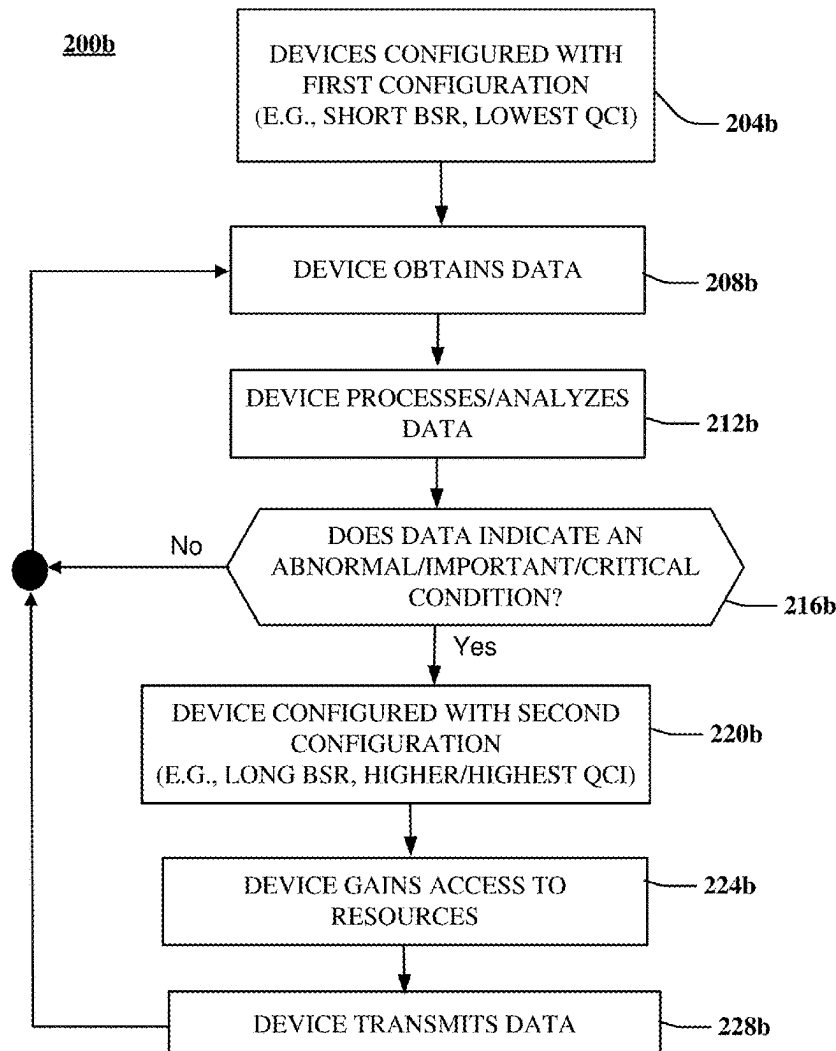 200b
DEVICES CONFIGURED WITH
FIRST CONFIGURATION
(E.G., SHORT BSR, LOWEST QCI)
204b
DEVICE OBTAINS DATA
208b
DEVICE PROCESSES/ANALYZES
DATA
212b
DOES DATA INDICATE AN
ABNORMAL/IMPORTANT/CRITICAL
CONDITION?
216b
No
Yes
DEVICE CONFIGURED WITH SECOND
CONFIGURATION
(E.G., LONG BSR, HIGHER/HIGHEST QCI)
220b
DEVICE GAINS ACCESS TO
RESOURCES
224b
DEVICE TRANSMITS DATA
228b